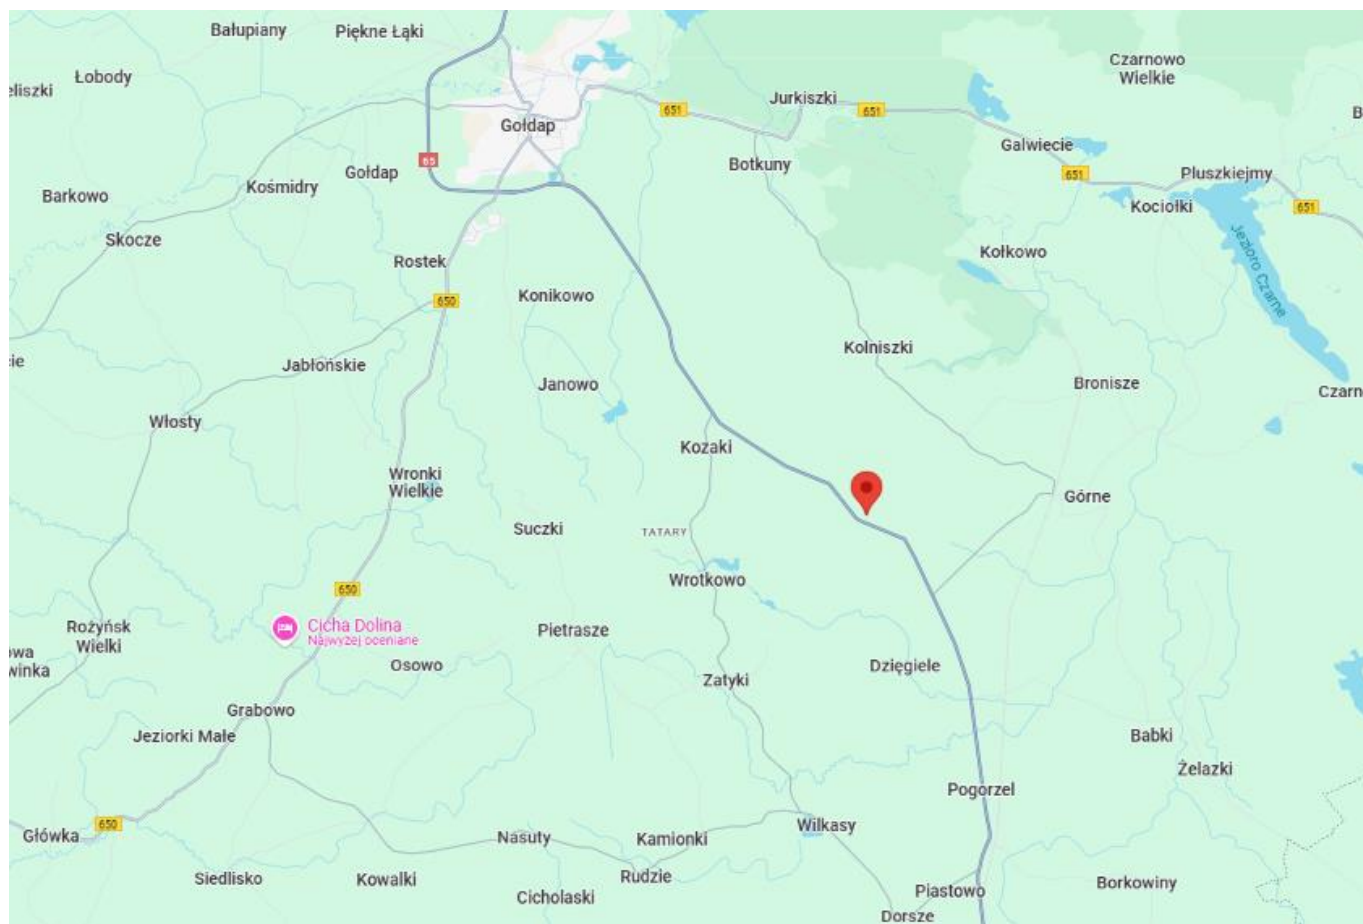 Bałupiany
Piękne Łąki
Czarnowo
Wielkie
Łobody
eliszki
Jurkiszki
651
651
B
Gołdap
Galwiecie
65
Botkuny
Gołdap
651
Pluszkiejmy
Kośmidry
Barkowo
Kociołki
651
Skocze
Jezioro Czarne
Rostek
Kołkowo
Konikowo
650
Kolniszki
cie
Jabłońskie
Janowo
Bronisze
Czarn
Włosty
Kozaki
Wronki
Wielkie
Górne
Suczki
TATARY
Wrotkowo
650
Rożyńsk
Wielki
Cicha Dolina
Najwyżej oceniane
Pietrasze
owa
winka
Osowo
Dzięgiele
Zatyki
Grabowo
Jeziorki Małe
Babki
Żelazki
Pogorzel
650
Główka
Nasuty
Kamionki
Wilkasy
Siedlisko
Kowalki
Rudzie
Cicholaski
Piastowo
Borkowiny
Dorsze